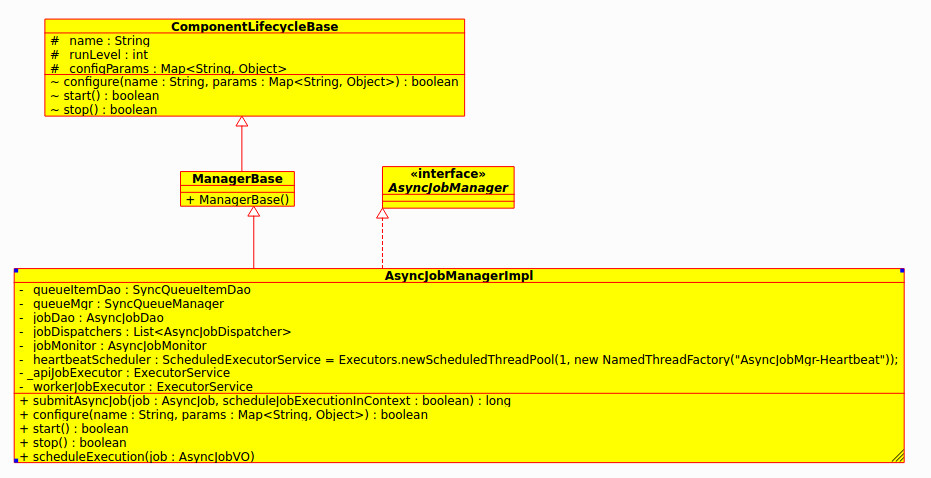 ComponentLifecycleBase
# name : String
# runLevel : int
# configParams : Map<String, Object>
~ configure(name : String, params : Map<String, Object>) : boolean
~ start() : boolean
~ stop() : boolean
ManagerBase
+ ManagerBase()
«interface»
AsyncJobManager
AsyncJobManagerImpl
- queueItemDao : SyncQueueItemDao
- queueMgr : SyncQueueManager
- jobDao : AsyncJobDao
- jobDispatchers : List<AsyncJobDispatcher>
- jobMonitor : AsyncJobMonitor
- heartbeatScheduler : ScheduledExecutorService = Executors.newScheduledThreadPool(1, new NamedThreadFactory("AsyncJobMgr-Heartbeat"));
- _apiJobExecutor : ExecutorService
- workerJobExecutor : ExecutorService
+ submitAsyncJob(job : AsyncJob, scheduleJobExecutionInContext : boolean) : long
+ configure(name : String, params : Map<String, Object>) : boolean
+ start() : boolean
+ stop() : boolean
+ scheduleExecution(job : AsyncJobVO)